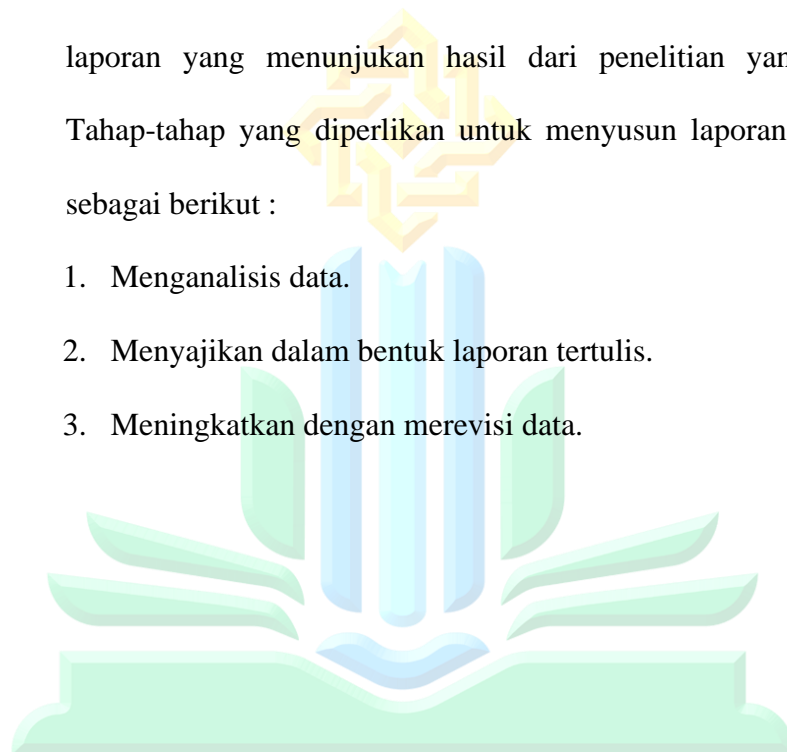 laporan yang menunjukan hasil dari penelitian yan
Tahap-tahap yang diperlikan untuk menyusun laporan
sebagai berikut :
1. Menganalisis data.
2. Menyajikan dalam bentuk laporan tertulis.
3. Meningkatkan dengan merevisi data.